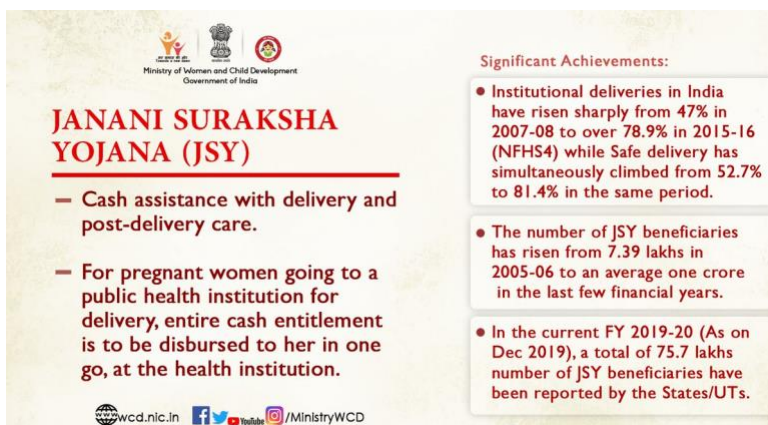 Ministry of Women and Child Development
Government of India
JANANI SURAKSHA
YOJANA (JSY)
— Cash assistance with delivery and
post-delivery care.
— For pregnant women going to a
public health institution for
delivery, entire cash entitlement
is to be disbursed to her in one
go, at the health institution.
wcd.nic.in YouTube /MinistryWCD
Significant Achievements:
• Institutional deliveries in India
have risen sharply from 47% in
2007-08 to over 78.9% in 2015-16
(NFHS4) while Safe delivery has
simultaneously climbed from 52.7%
to 81.4% in the same period.
• The number of JSY beneficiaries
has risen from 7.39 lakhs in
2005-06 to an average one crore
in the last few financial years.
• In the current FY 2019-20 (As on
Dec 2019), a total of 75.7 lakhs
number of JSY beneficiaries have
been reported by the States/UTs.